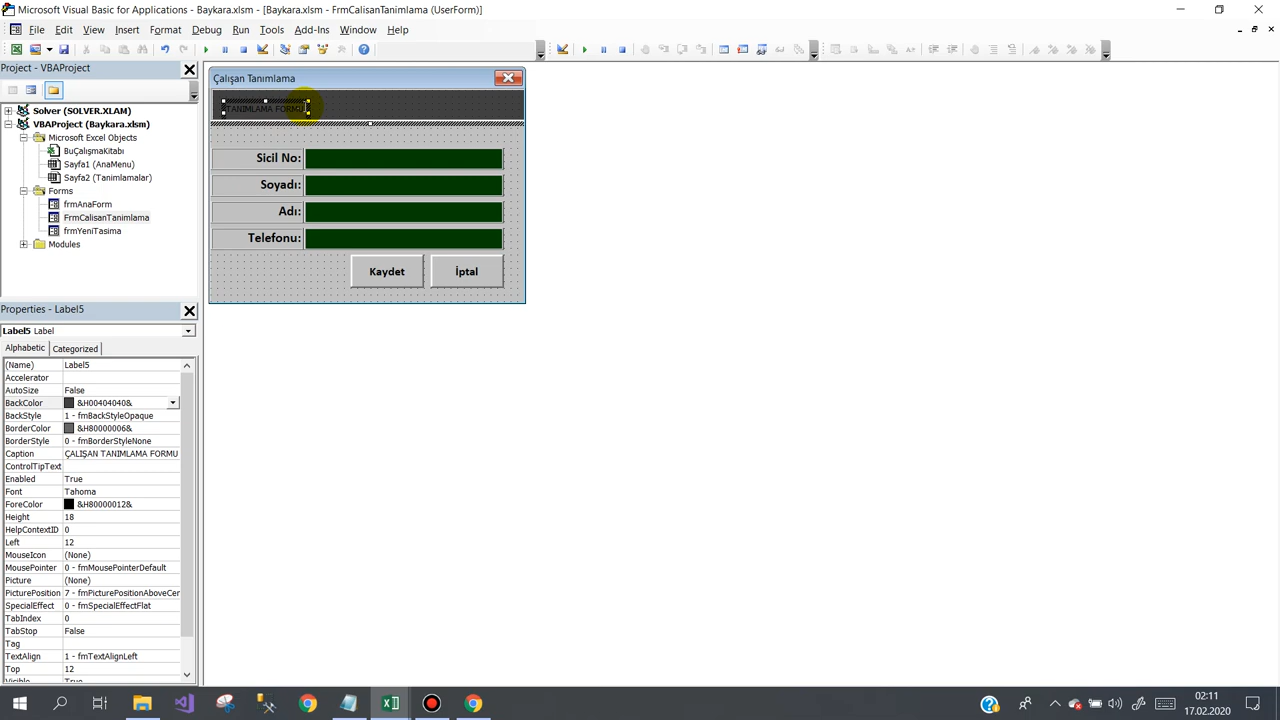 Microsoft Visual Basic for Applications - Baykara.xlsm - [Baykara.xlsm - FrmCalisanTanimlama (UserForm)]
File Edit View Insert Format Debug Run Tools Add-Ins Window Help
Project - VBAProject
Solver (SOLVER.XLAM)
VBAProject (Baykara.xlsm)
Microsoft Excel Objects
BuÇalışmaKitabı
Sayfa1 (AnaMenu)
Sayfa2 (Tanimlamalar)
Forms
frmAnaForm
FrmCalisanTanimlama
frmYeniTasima
Modules
Çalışan Tanımlama
TANIMLAMA FORMU
Sicil No:
Soyadı:
Adı:
Telefonu:
Kaydet İptal
Properties - Label5
Label5 Label
Alphabetic Categorized
(Name) Label5
Accelerator
AutoSize False
BackColor &H00404040&
BackStyle 1 - fmBackStyleOpaque
BorderColor &H80000006&
BorderStyle 0 - fmBorderStyleNone
Caption ÇALIŞAN TANIMLAMA FORMU
ControlTipText
Enabled True
Font Tahoma
ForeColor &H80000012&
Height 18
HelpContextID 0
Left 12
MouseIcon (None)
MousePointer 0 - fmMousePointerDefault
Picture (None)
PicturePosition 7 - fmPicturePositionAboveCer
SpecialEffect 0 - fmSpecialEffectFlat
TabIndex 0
TabStop False
Tag
TextAlign 1 - fmTextAlignLeft
Top 12
Visible True
02:11
17.02.2020